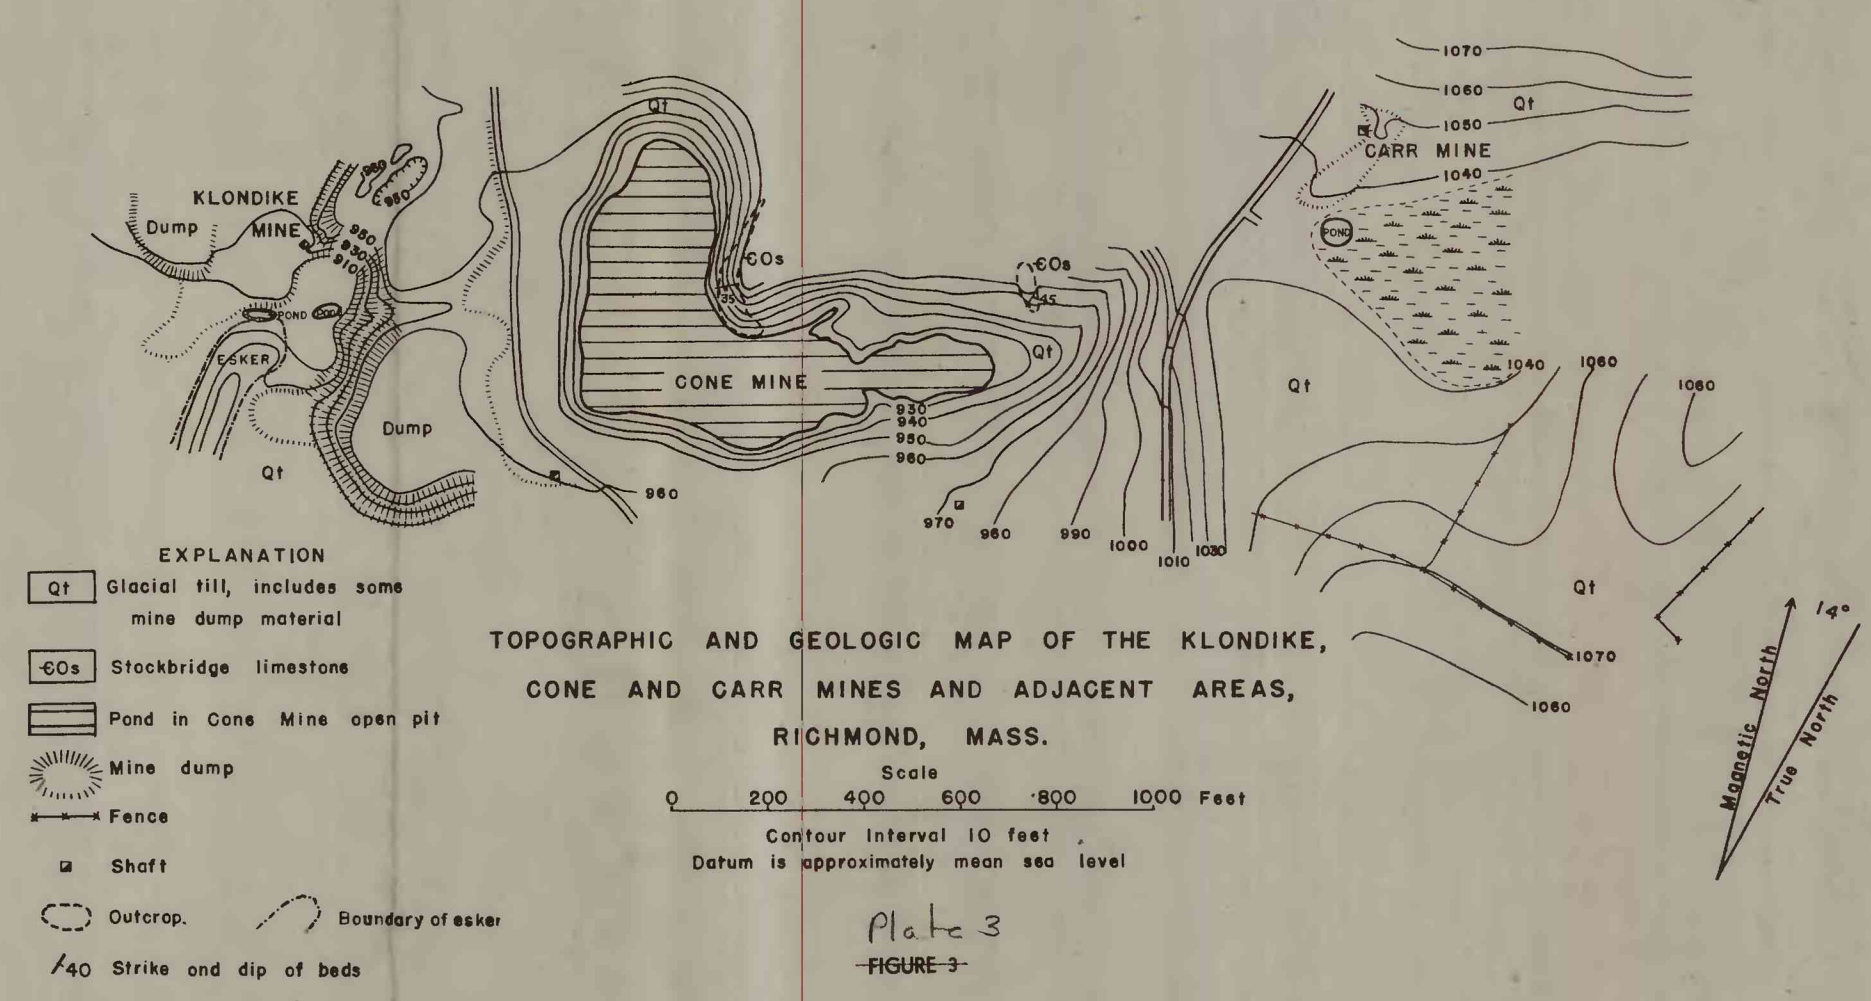 1070
1060
Qt
1050
CARR MINE
1040
POND
Qt
KLONDIKE
MINE
Dump
960
950
950
930
910
POND
POND
ESKER
Dump
Qt
ЄOs
35
ЄOs
45
Qt
CONE MINE
930
940
950
960
960
970
980
990
1000
1010
1030
Qt
1040
1060
1060
Qt
1070
1060
EXPLANATION
Qt Glacial till, includes some
mine dump material
ЄOs Stockbridge limestone
Pond in Cone Mine open pit
Mine dump
Fence
Shaft
Outcrop. Boundary of esker
40 Strike and dip of beds
TOPOGRAPHIC AND GEOLOGIC MAP OF THE KLONDIKE,
CONE AND CARR MINES AND ADJACENT AREAS,
RICHMOND, MASS.
Scale
0 200 400 600 800 1000 Feet
Contour Interval 10 feet
Datum is approximately mean sea level
Plate 3
FIGURE 3
14°
Magnetic North
True North